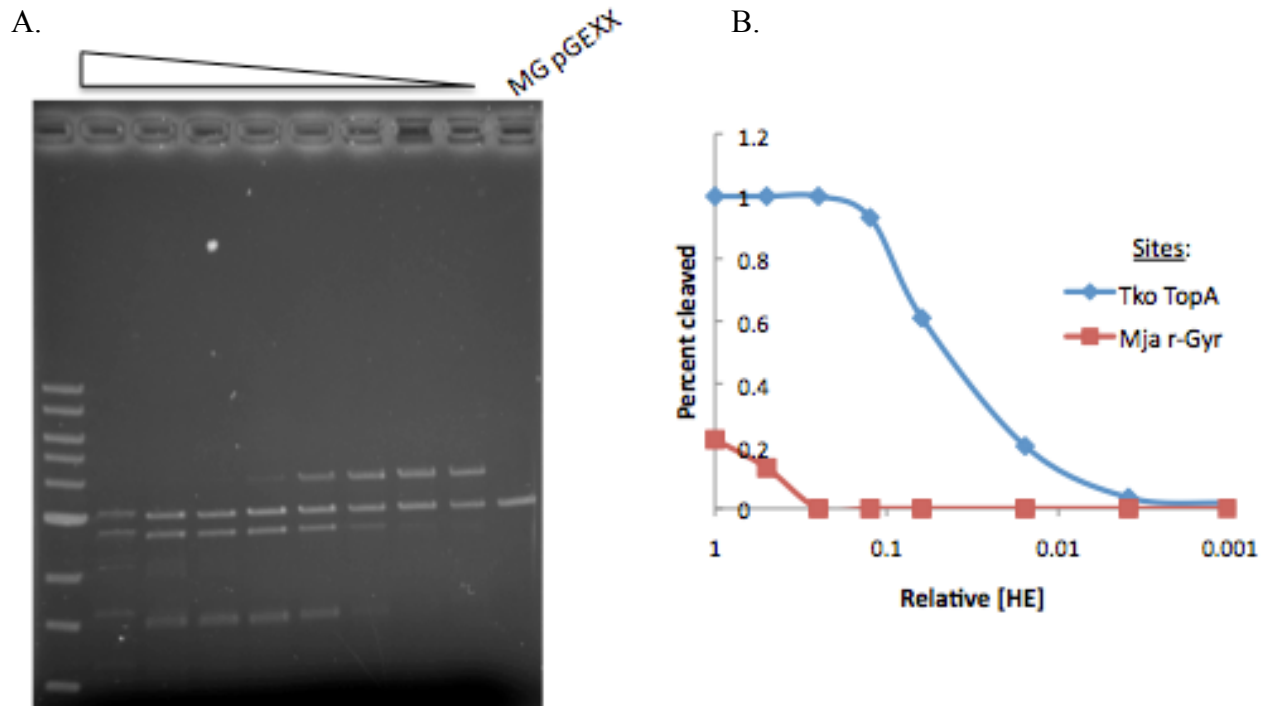 A.
MG pGEXX
B.
1.2
1
0.8
0.6
0.4
0.2
0
Percent cleaved
1
0.1
0.01
0.001
Relative [HE]
Sites:
Tko TopA
Mja r-Gyr